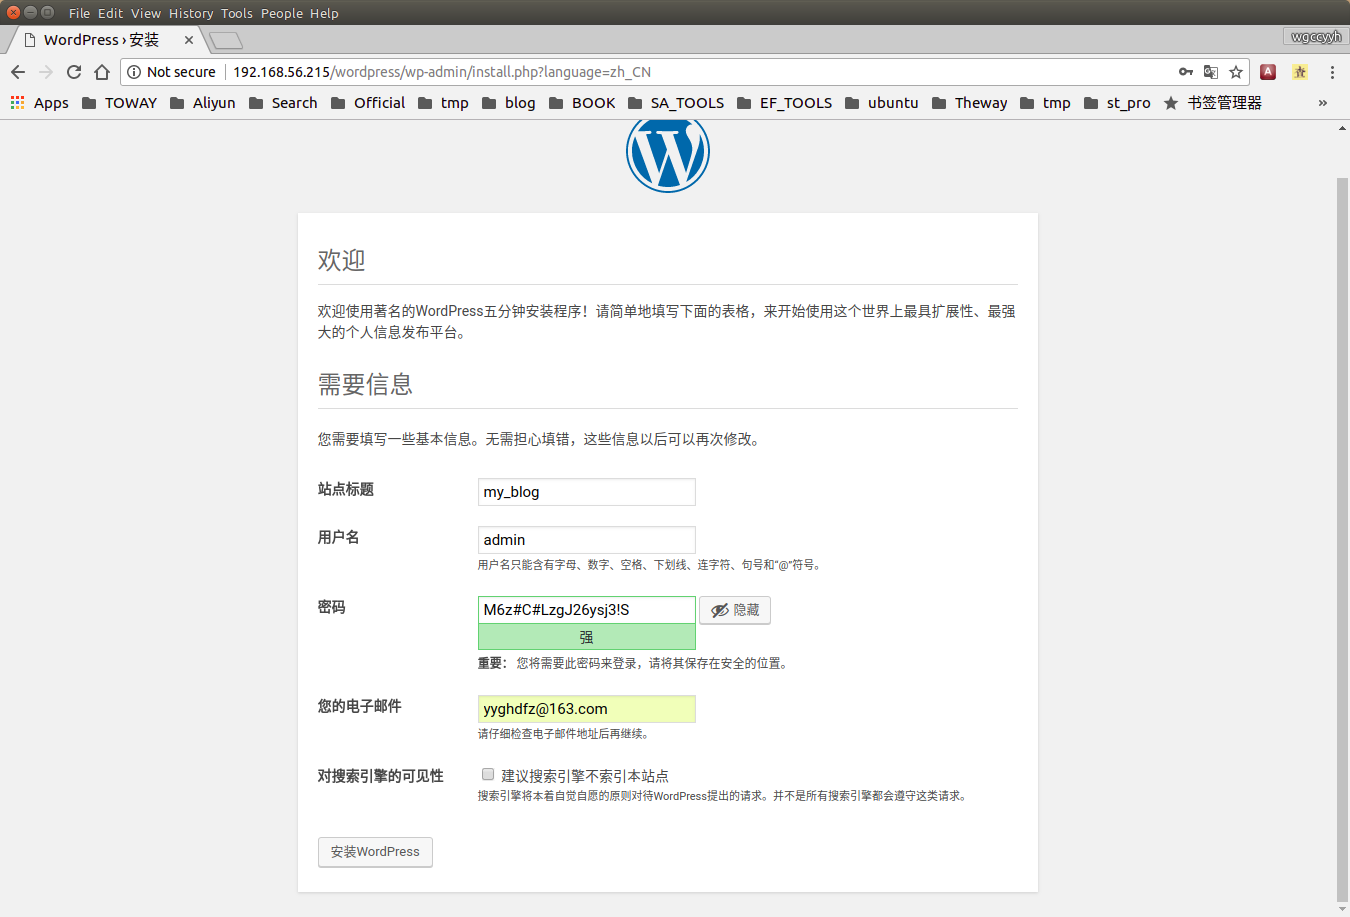 File Edit View History Tools People Help
WordPress › 安装
wgccyyh
Not secure 192.168.56.215/wordpress/wp-admin/install.php?language=zh_CN
Apps TOWAY Aliyun Search Official tmp blog BOOK SA_TOOLS EF_TOOLS ubuntu Theway tmp st_pro 书签管理器 »
欢迎
欢迎使用著名的WordPress五分钟安装程序！请简单地填写下面的表格，来开始使用这个世界上最具扩展性、最强
大的个人信息发布平台。
需要信息
您需要填写一些基本信息。无需担心填错，这些信息以后可以再次修改。
站点标题 my_blog
用户名 admin
用户名只能含有字母、数字、空格、下划线、连字符、句号和“@”符号。
密码 M6z#C#LzgJ26ysj3!S 隐藏
强
重要： 您将需要此密码来登录，请将其保存在安全的位置。
您的电子邮件 yyghdfz@163.com
请仔细检查电子邮件地址后再继续。
对搜索引擎的可见性 建议搜索引擎不索引本站点
搜索引擎将本着自觉自愿的原则对待WordPress提出的请求。并不是所有搜索引擎都会遵守这类请求。
安装WordPress